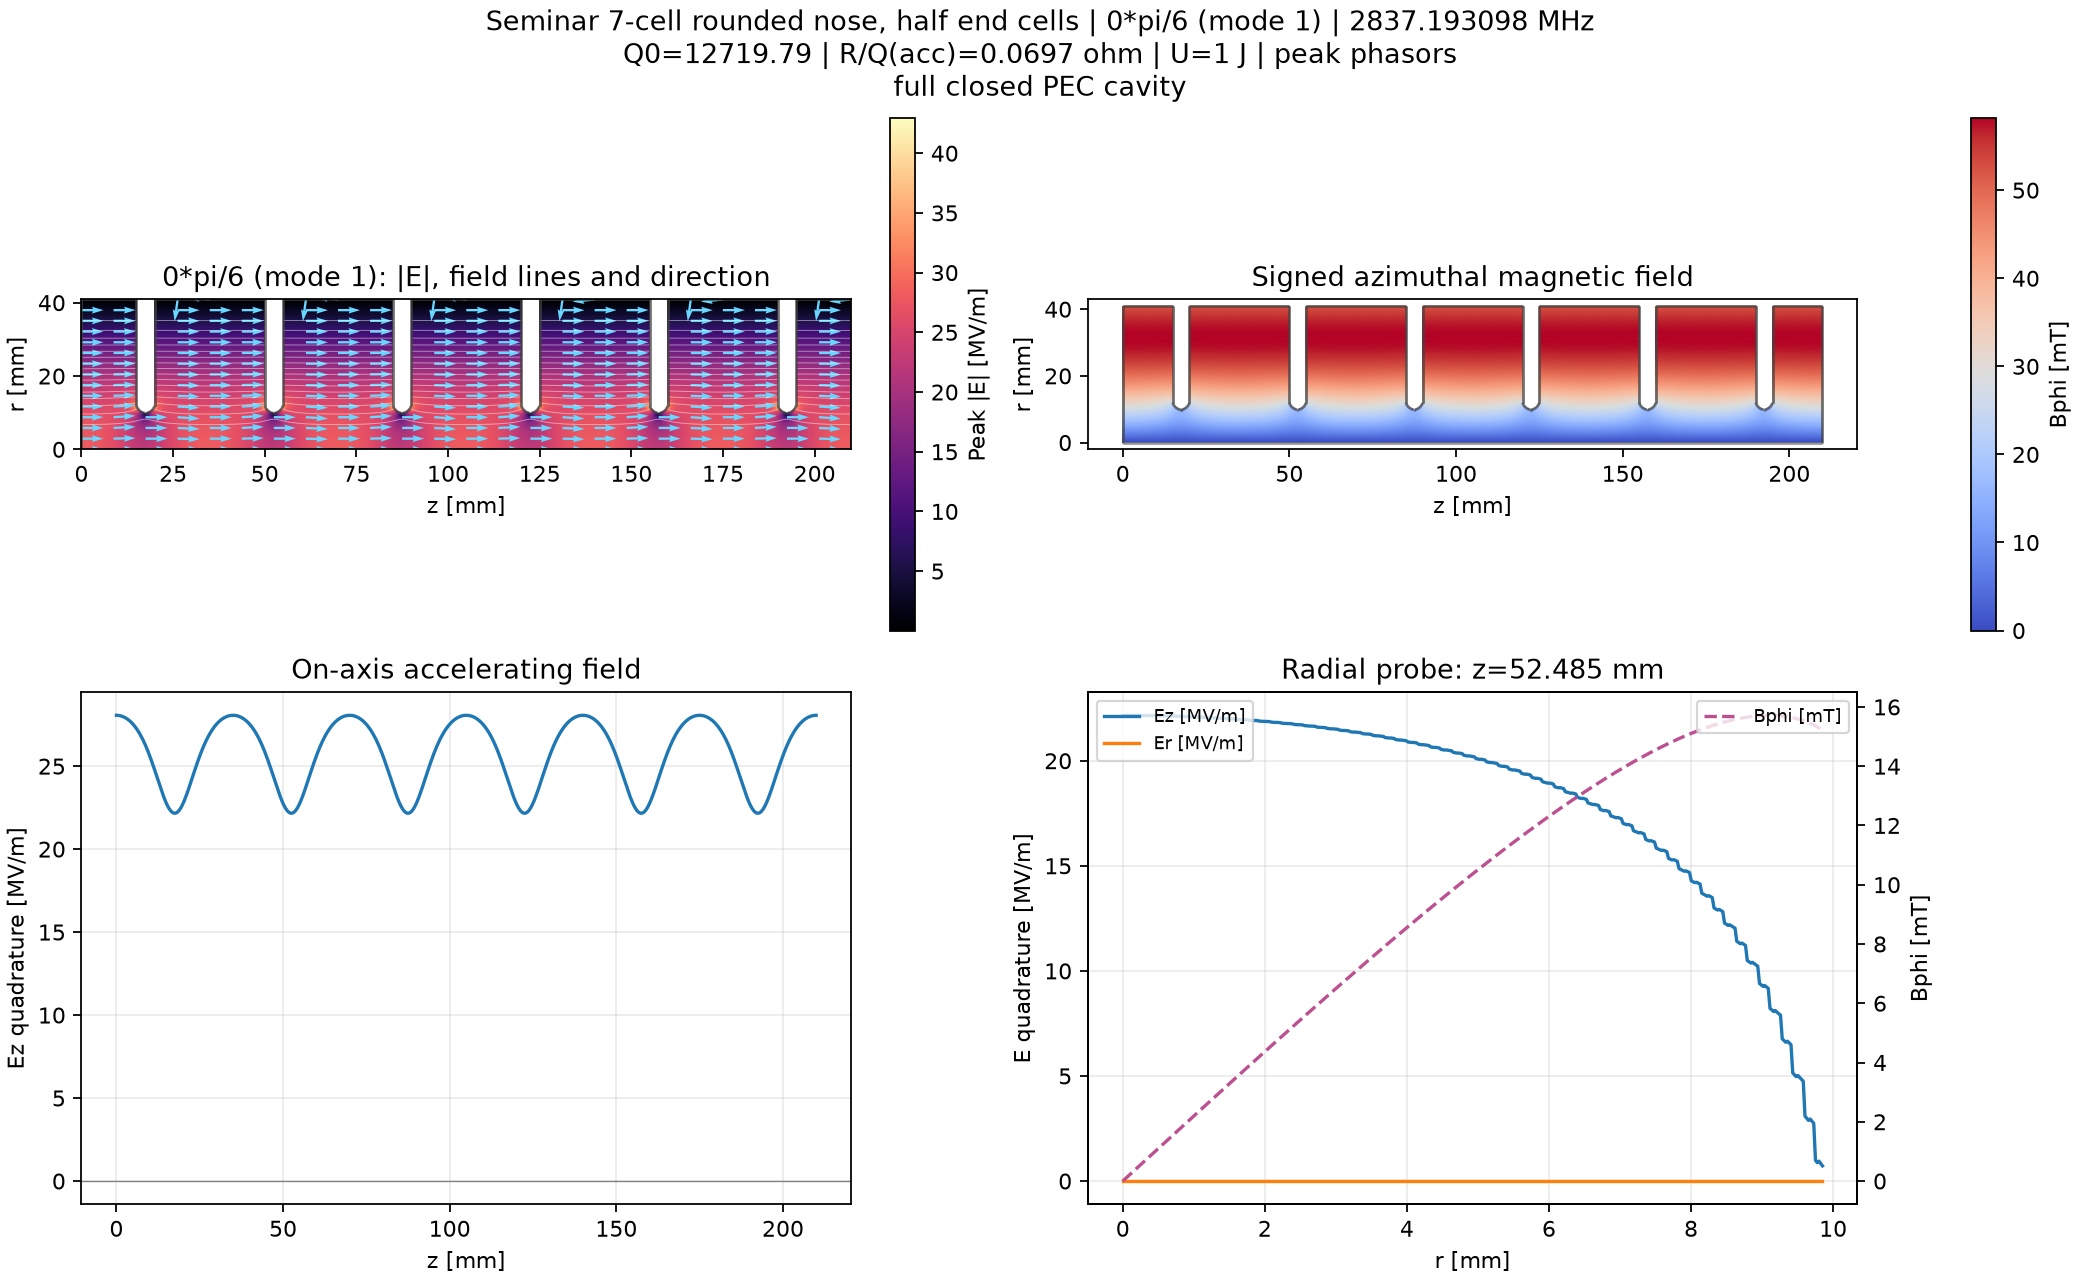 Seminar 7-cell rounded nose, half end cells | 0*pi/6 (mode 1) | 2837.193098 MHz
Q0=12719.79 | R/Q(acc)=0.0697 ohm | U=1 J | peak phasors
full closed PEC cavity
0*pi/6 (mode 1): |E|, field lines and direction
40
20
0
r [mm]
0 25 50 75 100 125 150 175 200
z [mm]
40
35
30
25
20
15
10
5
Peak |E| [MV/m]
Signed azimuthal magnetic field
40
20
0
r [mm]
0 50 100 150 200
z [mm]
50
40
30
20
10
0
Bphi [mT]
On-axis accelerating field
25
20
15
10
5
0
Ez quadrature [MV/m]
0 50 100 150 200
z [mm]
Radial probe: z=52.485 mm
Ez [MV/m]
Er [MV/m]
Bphi [mT]
20
15
10
5
0
E quadrature [MV/m]
0 2 4 6 8 10
r [mm]
16
14
12
10
8
6
4
2
0
Bphi [mT]